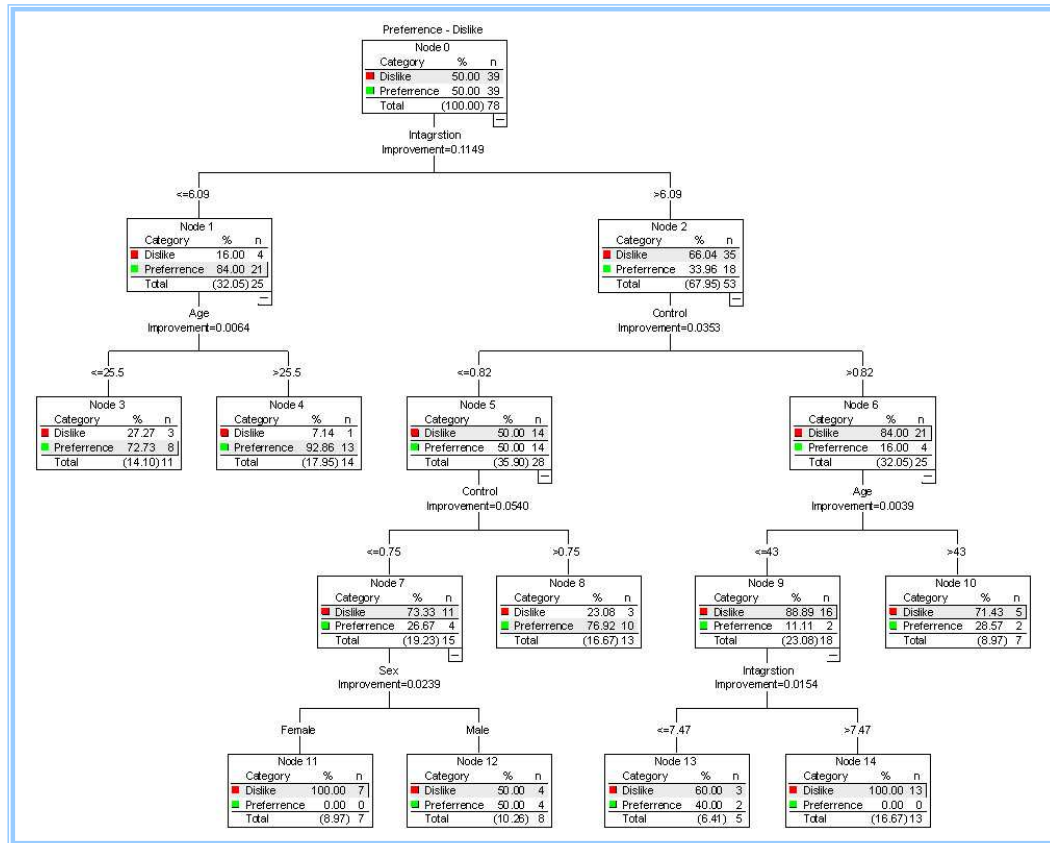 Preferrence - Dislike
Node 0
Category % n
Dislike 50.00 39
Preferrence 50.00 39
Total (100.00) 78
Intagrstion
Improvement=0.1149
<=6.09
>6.09
Node 1
Category % n
Dislike 16.00 4
Preferrence 84.00 21
Total (32.05) 25
Node 2
Category % n
Dislike 66.04 35
Preferrence 33.96 18
Total (67.95) 53
Age
Improvement=0.0064
Control
Improvement=0.0353
<=25.5
>25.5
<=0.82
>0.82
Node 3
Category % n
Dislike 27.27 3
Preferrence 72.73 8
Total (14.10) 11
Node 4
Category % n
Dislike 7.14 1
Preferrence 92.86 13
Total (17.95) 14
Node 5
Category % n
Dislike 50.00 14
Preferrence 50.00 14
Total (35.90) 28
Node 6
Category % n
Dislike 84.00 21
Preferrence 16.00 4
Total (32.05) 25
Control
Improvement=0.0540
Age
Improvement=0.0039
<=0.75
>0.75
<=43
>43
Node 7
Category % n
Dislike 73.33 11
Preferrence 26.67 4
Total (19.23) 15
Node 8
Category % n
Dislike 23.08 3
Preferrence 76.92 10
Total (16.67) 13
Node 9
Category % n
Dislike 88.89 16
Preferrence 11.11 2
Total (23.08) 18
Node 10
Category % n
Dislike 71.43 5
Preferrence 28.57 2
Total (8.97) 7
Sex
Improvement=0.0239
Intagrstion
Improvement=0.0154
Female
Male
<=7.47
>7.47
Node 11
Category % n
Dislike 100.00 7
Preferrence 0.00 0
Total (8.97) 7
Node 12
Category % n
Dislike 50.00 4
Preferrence 50.00 4
Total (10.26) 8
Node 13
Category % n
Dislike 60.00 3
Preferrence 40.00 2
Total (6.41) 5
Node 14
Category % n
Dislike 100.00 13
Preferrence 0.00 0
Total (16.67) 13